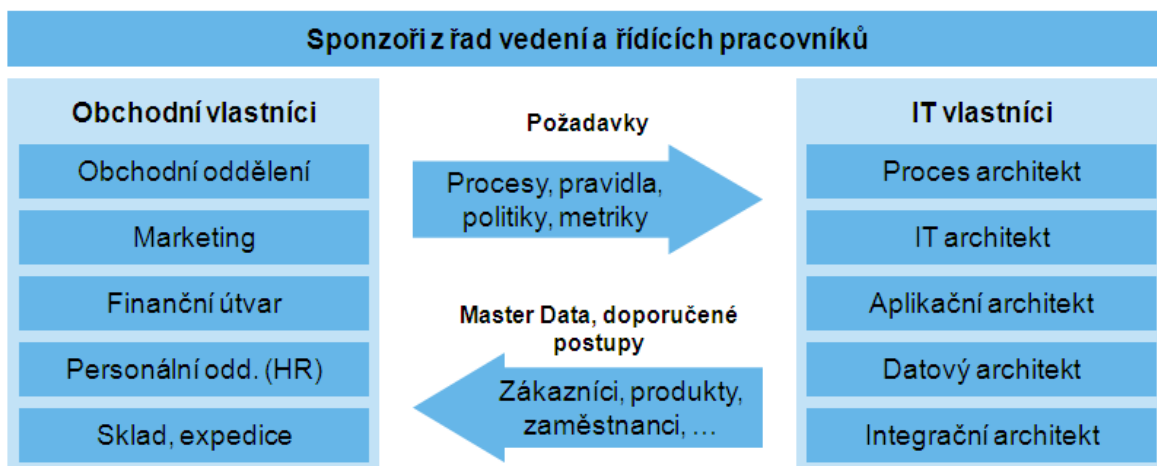 Sponzoři z řad vedení a řídících pracovníků
Obchodní vlastníci
Obchodní oddělení
Marketing
Finanční útvar
Personální odd. (HR)
Sklad, expedice
Požadavky
Procesy, pravidla,
politiky, metriky
Master Data, doporučené
postupy
Zákazníci, produkty,
zaměstnanci, …
IT vlastníci
Proces architekt
IT architekt
Aplikační architekt
Datový architekt
Integrační architekt